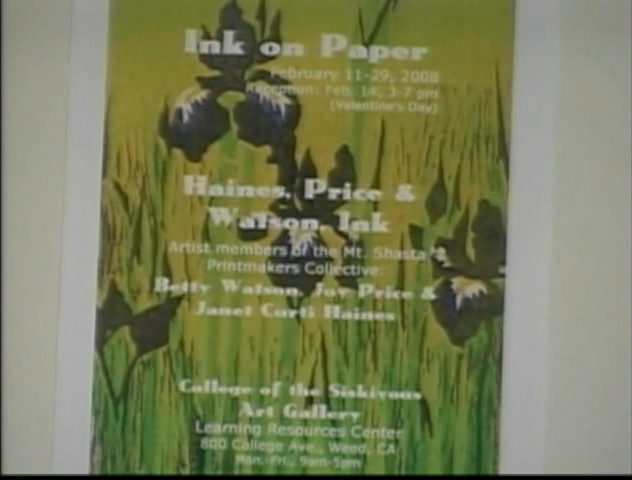 Ink on Paper
February 11-29, 2008
Reception: Feb. 14, 3-7 pm
(Valentine's Day)
Haines, Price &
Watson, Ink
Artist members of the Mt. Shasta
Printmakers Collective:
Betty Watson, Joy Price &
Janet Curti Haines
College of the Siskiyous
Art Gallery
Learning Resources Center
800 College Ave., Weed, CA
Mon.-Fri., 9am-5pm